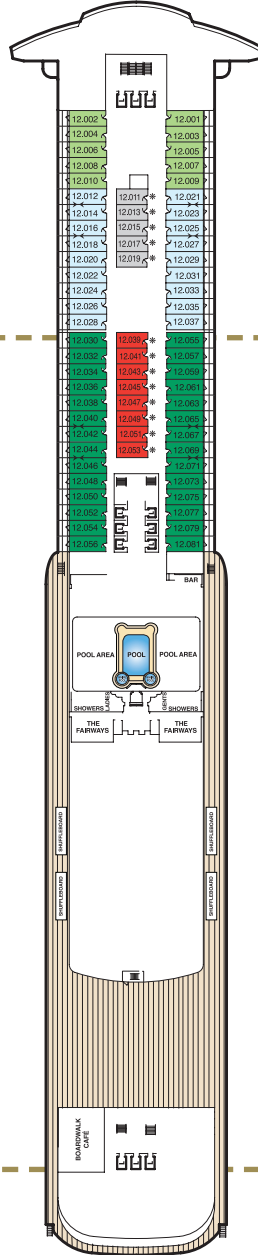 12.002 12.001
12.004 12.003
12.006 12.005
12.008 12.007
12.010 12.009
12.012 12.011 12.021
12.014 12.013 12.023
12.016 12.015 12.025
12.018 12.017 12.027
12.020 12.019 12.029
12.022 12.031
12.024 12.033
12.026 12.035
12.028 12.037
12.030 12.039 12.055
12.032 12.041 12.057
12.034 12.043 12.059
12.036 12.045 12.061
12.038 12.047 12.063
12.040 12.049 12.065
12.042 12.051 12.067
12.044 12.053 12.069
12.046 12.071
12.048 12.073
12.050 12.075
12.052 12.077
12.054 12.079
12.056 12.081
BAR
POOL AREA POOL POOL AREA
LADIES GENTS
SHOWERS SHOWERS
THE
FAIRWAYS
THE
FAIRWAYS
SHUFFLEBOARD SHUFFLEBOARD
SHUFFLEBOARD SHUFFLEBOARD
BOARDWALK
CAFÉ